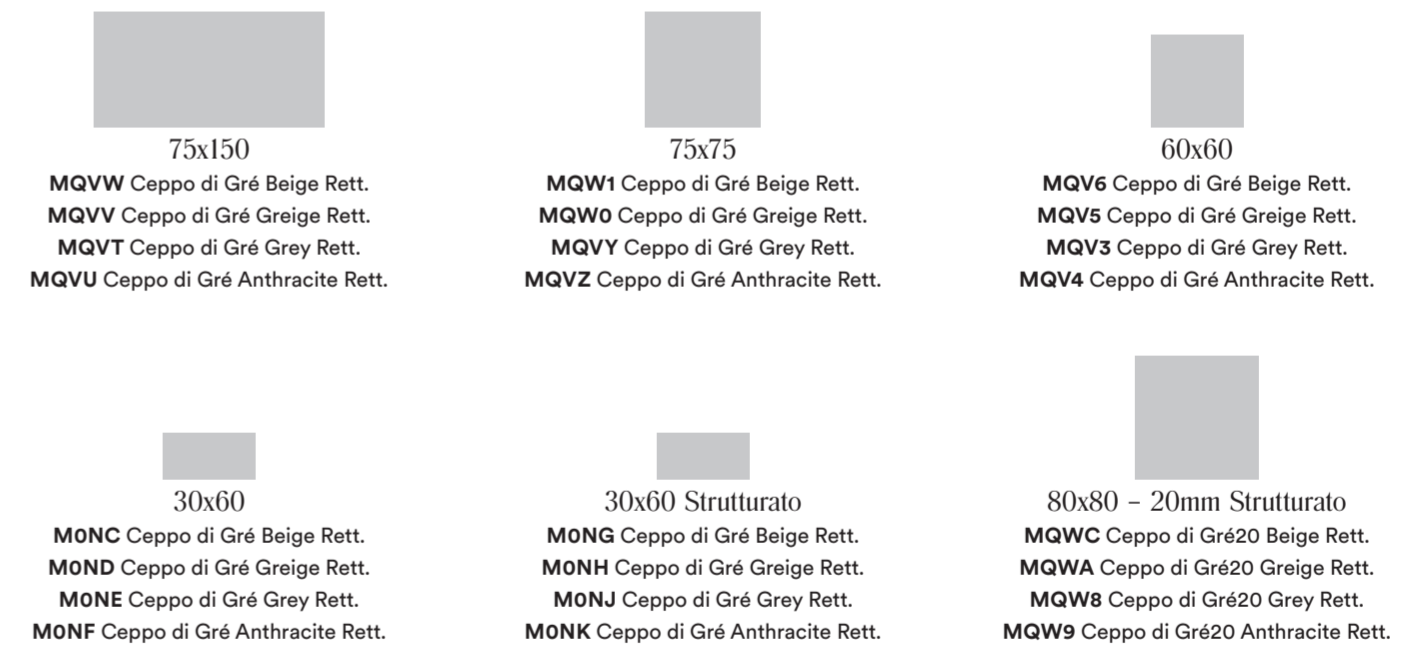 75x150
MQVW Ceppo di Gré Beige Rett.
MQVV Ceppo di Gré Greige Rett.
MQVT Ceppo di Gré Grey Rett.
MQVU Ceppo di Gré Anthracite Rett.
75x75
MQW1 Ceppo di Gré Beige Rett.
MQW0 Ceppo di Gré Greige Rett.
MQVY Ceppo di Gré Grey Rett.
MQVZ Ceppo di Gré Anthracite Rett.
60x60
MQV6 Ceppo di Gré Beige Rett.
MQV5 Ceppo di Gré Greige Rett.
MQV3 Ceppo di Gré Grey Rett.
MQV4 Ceppo di Gré Anthracite Rett.
30x60
M0NC Ceppo di Gré Beige Rett.
M0ND Ceppo di Gré Greige Rett.
M0NE Ceppo di Gré Grey Rett.
M0NF Ceppo di Gré Anthracite Rett.
30x60 Strutturato
M0NG Ceppo di Gré Beige Rett.
M0NH Ceppo di Gré Greige Rett.
M0NJ Ceppo di Gré Grey Rett.
M0NK Ceppo di Gré Anthracite Rett.
80x80 – 20mm Strutturato
MQWC Ceppo di Gré20 Beige Rett.
MQWA Ceppo di Gré20 Greige Rett.
MQW8 Ceppo di Gré20 Grey Rett.
MQW9 Ceppo di Gré20 Anthracite Rett.